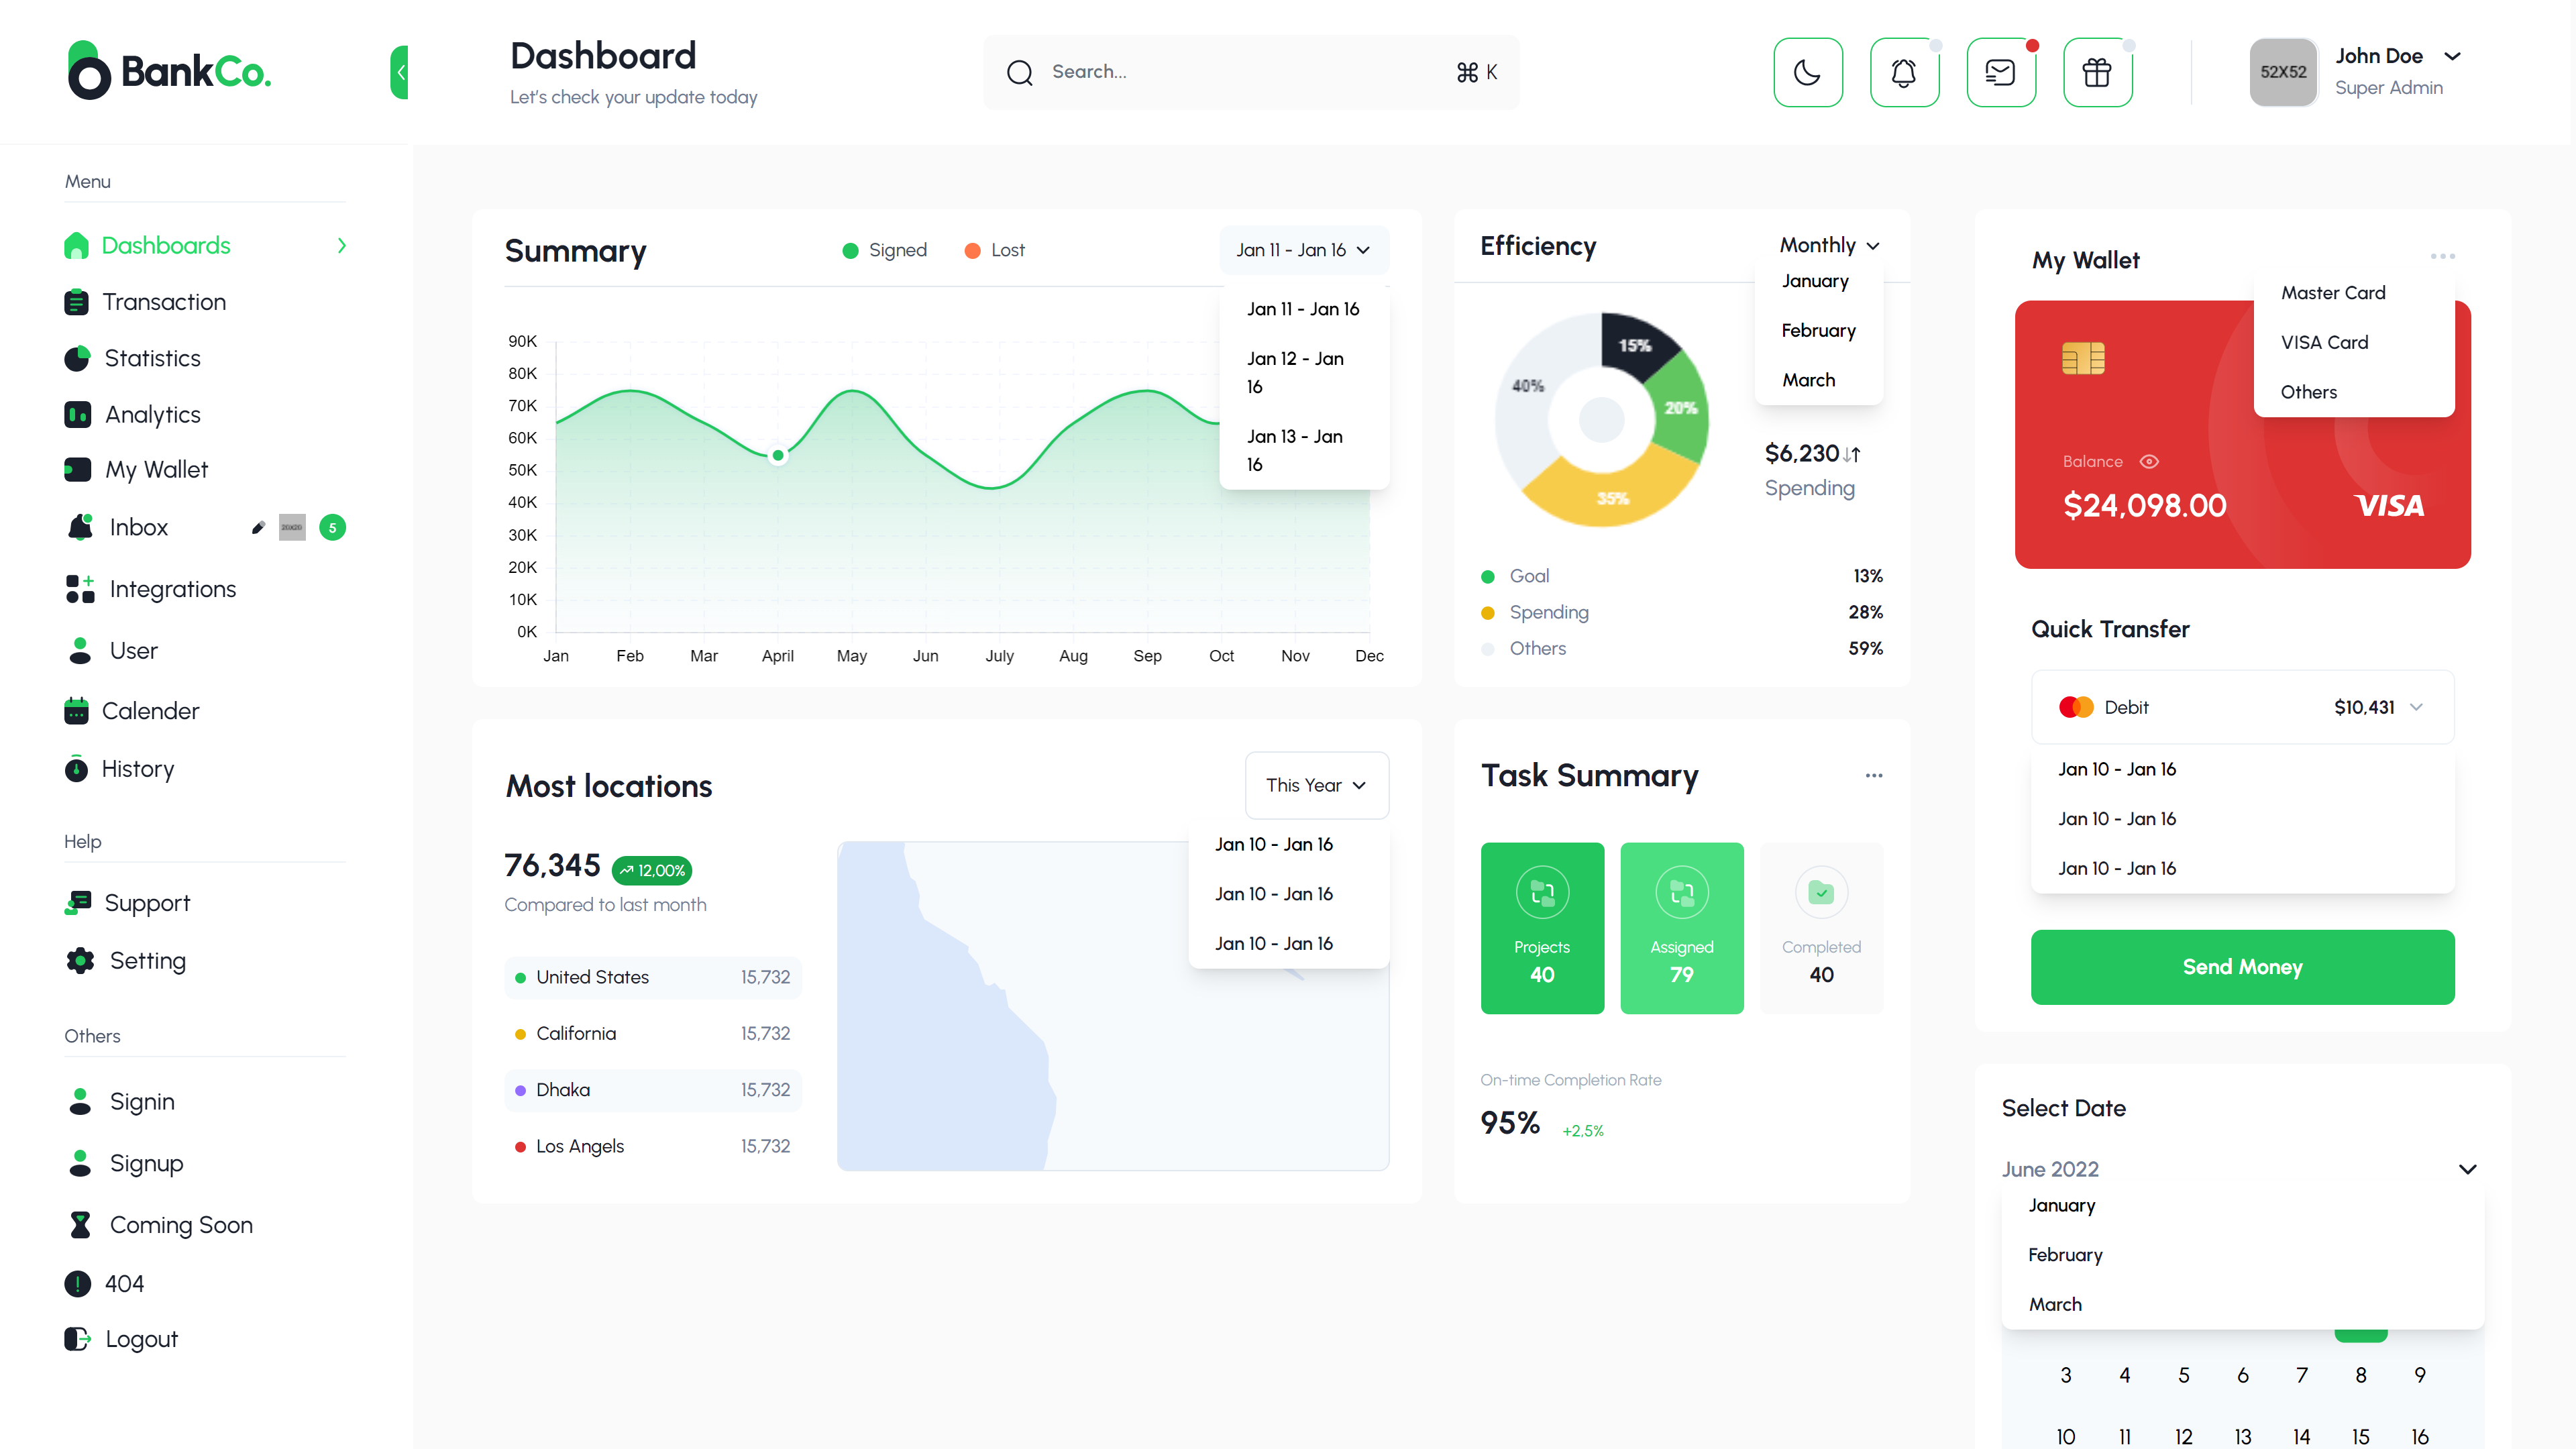 BankCo.
Dashboard
Let's check your update today
Search...
⌘ K
52X52
John Doe
Super Admin
Menu
Dashboards
Transaction
Statistics
Analytics
My Wallet
Inbox
20X20
5
Integrations
User
Calender
History
Help
Support
Setting
Others
Signin
Signup
Coming Soon
404
Logout
Summary
Signed
Lost
Jan 11 - Jan 16
Jan 11 - Jan 16
Jan 12 - Jan
16
Jan 13 - Jan
16
90K
80K
70K
60K
50K
40K
30K
20K
10K
0K
Jan Feb Mar April May Jun July Aug Sep Oct Nov Dec
Efficiency
Monthly
January
February
March
15%
20%
35%
40%
$6,230
Spending
Goal 13%
Spending 28%
Others 59%
My Wallet
Master Card
VISA Card
Others
Balance
$24,098.00
VISA
Quick Transfer
Debit $10,431
Jan 10 - Jan 16
Jan 10 - Jan 16
Jan 10 - Jan 16
Send Money
Most locations
This Year
Jan 10 - Jan 16
Jan 10 - Jan 16
Jan 10 - Jan 16
76,345
12,00%
Compared to last month
United States 15,732
California 15,732
Dhaka 15,732
Los Angels 15,732
Task Summary
Projects
40
Assigned
79
Completed
40
On-time Completion Rate
95% +2,5%
Select Date
June 2022
January
February
March
3 4 5 6 7 8 9
10 11 12 13 14 15 16